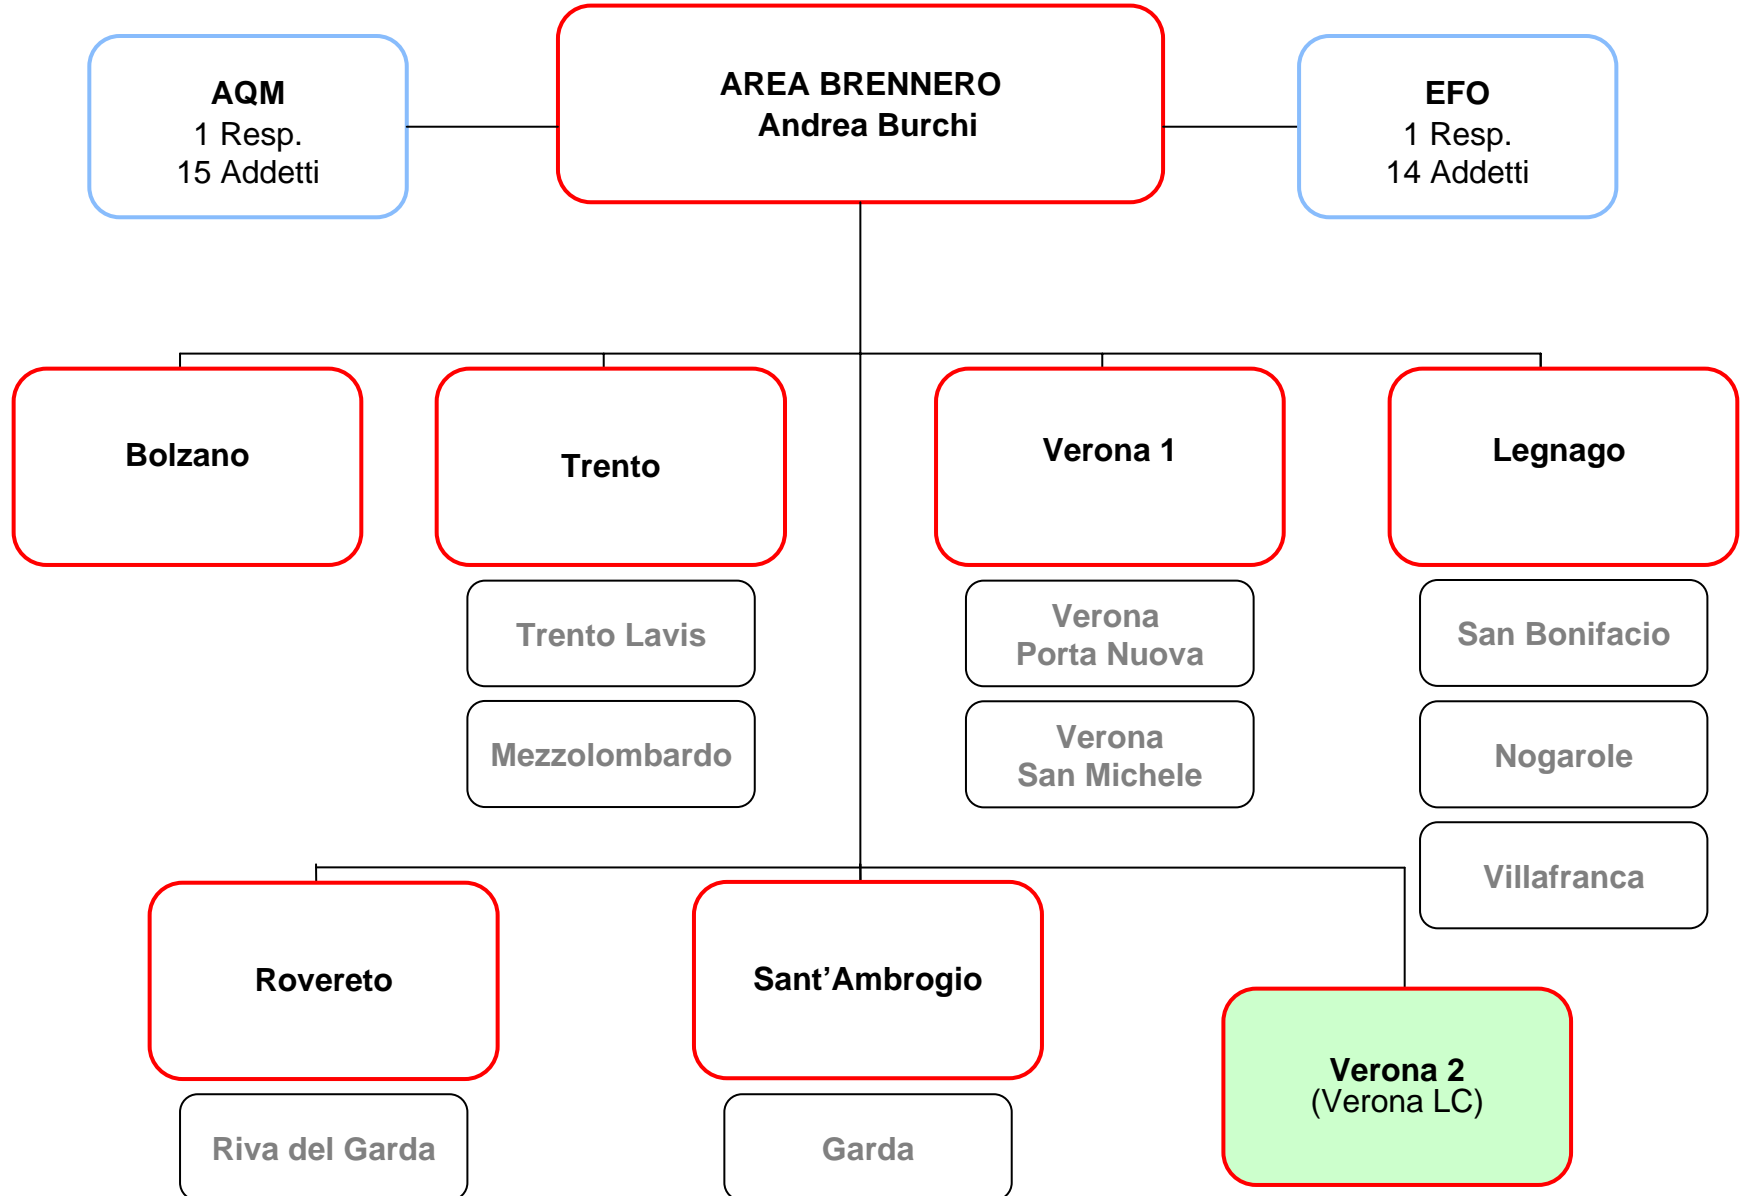 AQM
1 Resp.
15 Addetti
AREA BRENNERO
Andrea Burchi
EFO
1 Resp.
14 Addetti
Bolzano
Trento
Verona 1
Legnago
Trento Lavis
Verona
Porta Nuova
San Bonifacio
Mezzolombardo
Verona
San Michele
Nogarole
Villafranca
Rovereto
Sant’Ambrogio
Verona 2
(Verona LC)
Riva del Garda
Garda